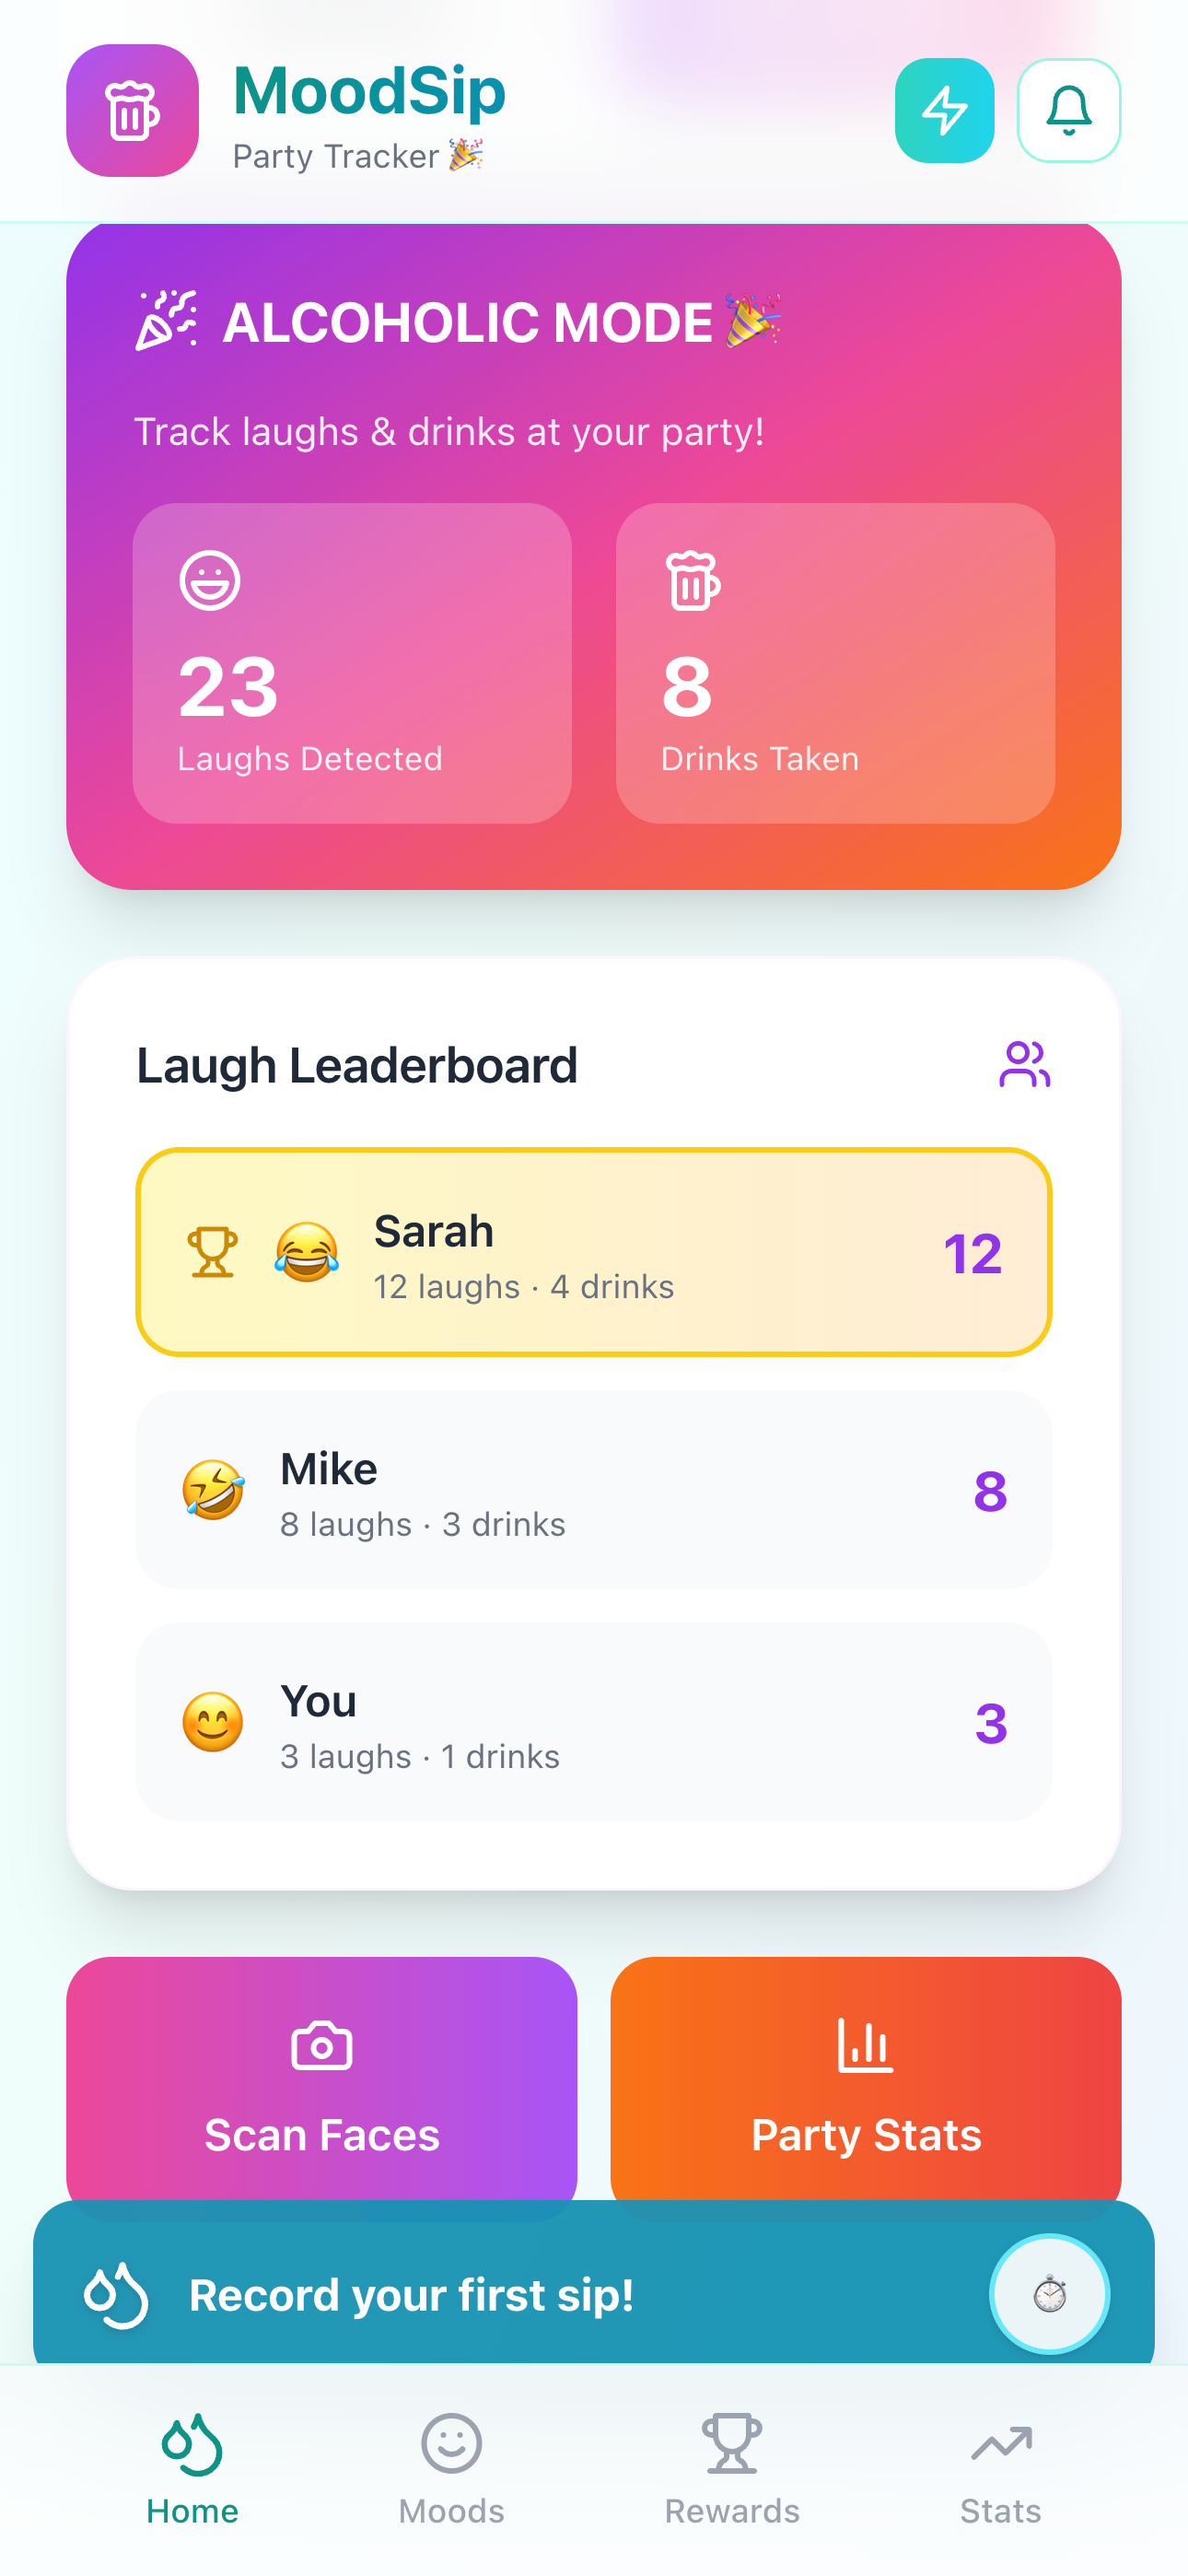 MoodSip
Party Tracker 🎉
ALCOHOLIC MODE 🎉
Track laughs & drinks at your party!
23
Laughs Detected
8
Drinks Taken
Laugh Leaderboard
Sarah
12 laughs · 4 drinks
12
Mike
8 laughs · 3 drinks
8
You
3 laughs · 1 drinks
3
Scan Faces
Party Stats
Record your first sip!
Home
Moods
Rewards
Stats